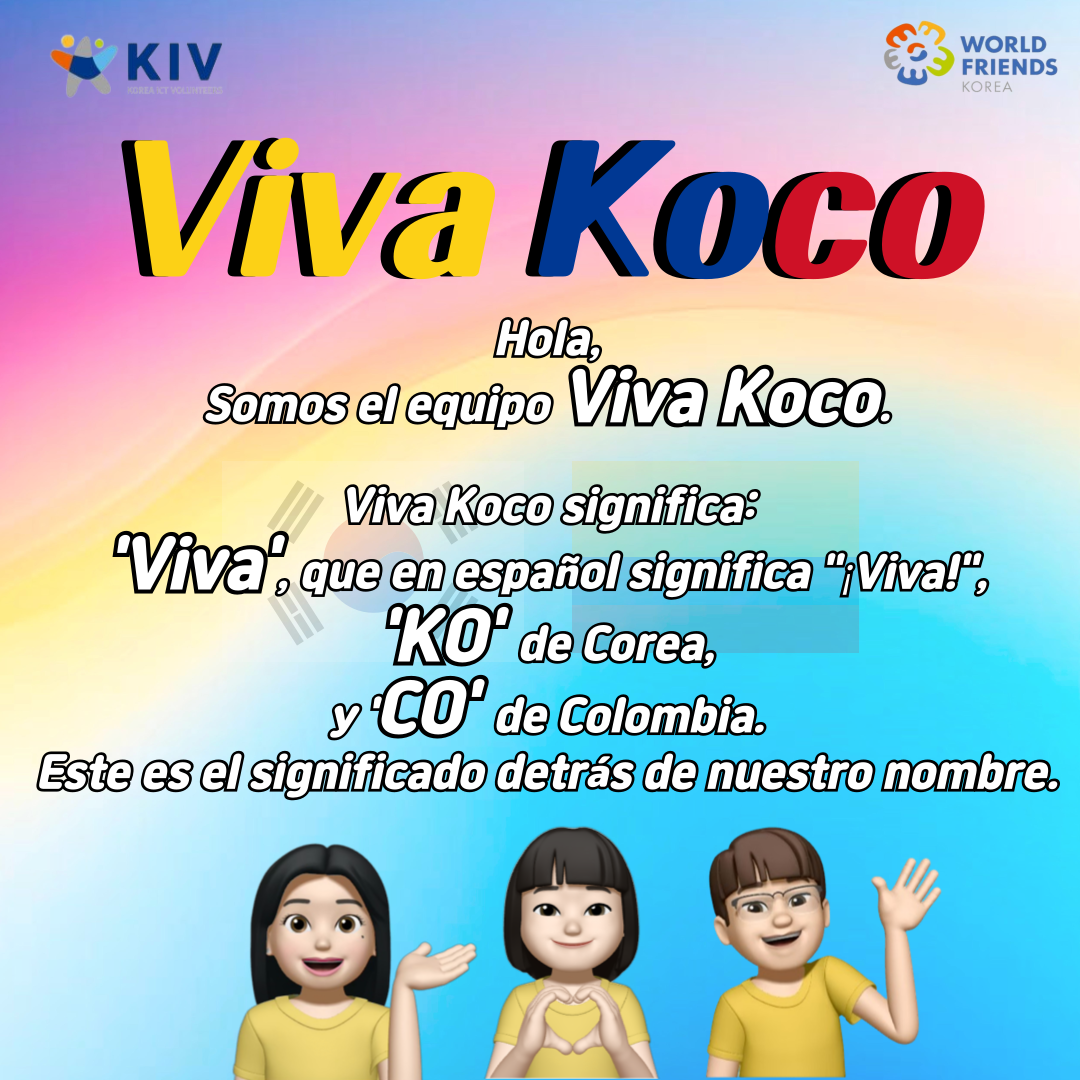 KIV
KOREA ICT VOLUNTEERS
WORLD
FRIENDS
KOREA
Viva Koco
Hola,
Somos el equipo Viva Koco.
Viva Koco significa:
'Viva', que en español significa "¡Viva!",
'KO' de Corea,
y 'CO' de Colombia.
Este es el significado detrás de nuestro nombre.